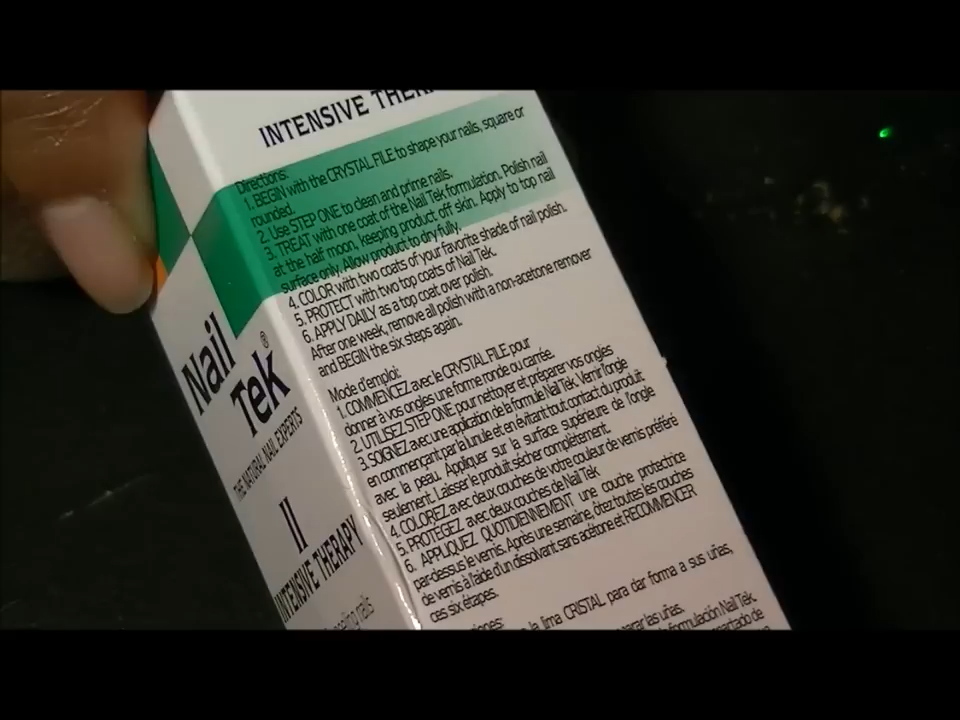 INTENSIVE
Directions:
1. BEGIN with the CRYSTAL FILE to shape your nails, square or
rounded.
2. Use STEP ONE to clean and prime nails.
3. TREAT with one coat of the Nail Tek formulation. Polish nail
at the half moon, keeping product off skin. Apply to top nail
surface only. Allow product to dry fully.
4. COLOR with two coats of your favorite shade of nail polish.
5. PROTECT with two top coats of Nail Tek.
6. APPLY DAILY as a top coat over polish.
After one week, remove all polish with a non-acetone remover
and BEGIN the six steps again.
Mode d'emploi:
1. COMMENCEZ avec le CRYSTAL FILE pour
donner à vos ongles une forme ronde ou carrée.
2. UTILISEZ STEP ONE pour nettoyer et préparer vos ongles
3. SOIGNEZ avec une application de la formule Nail Tek. Vernir l'ongle
en commençant par la lunule et en évitant tout contact du produit
avec la peau. Appliquer sur la surface supérieure de l'ongle
seulement. Laisser le produit sécher complètement.
4. COLOREZ avec deux couches de votre couleur de vernis préféré
5. PROTÉGEZ avec deux couches de Nail Tek
6. APPLIQUEZ QUOTIDIENNEMENT une couche protectrice
par-dessus le vernis. Après une semaine, ôtez toutes les couches
de vernis à l'aide d'un dissolvant sans acétone et RECOMMENCER
ces six étapes.
la lima CRISTAL para dar forma a sus uñas,
las uñas.
formulación Nail Tek.
de
Nail
Tek®
THE NATURAL NAIL EXPERTS
II
INTENSIVE THERAPY
nails